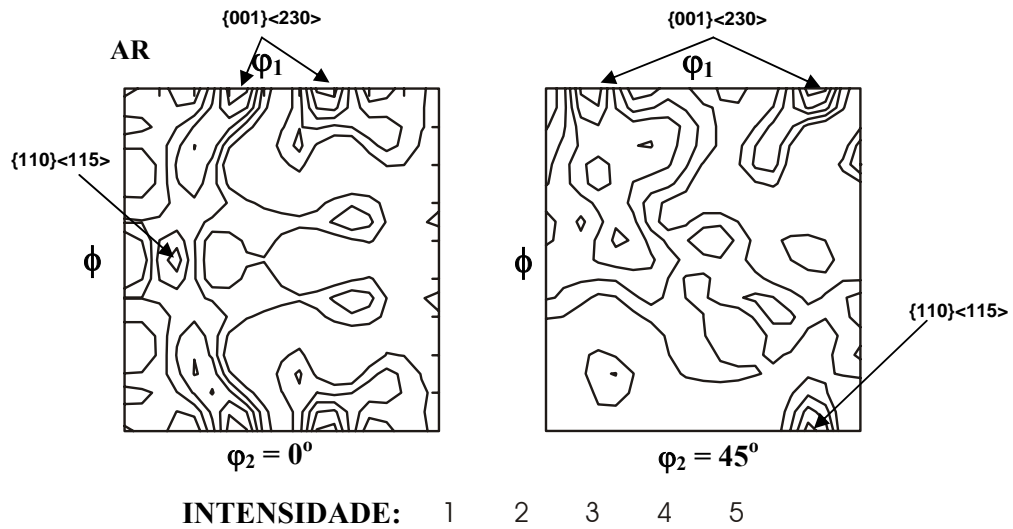 {001}<230>
{001}<230>
AR
φ1
φ1
{110}<115>
ϕ
ϕ
{110}<115>
φ2 = 0º
φ2 = 45º
INTENSIDADE: 1 2 3 4 5